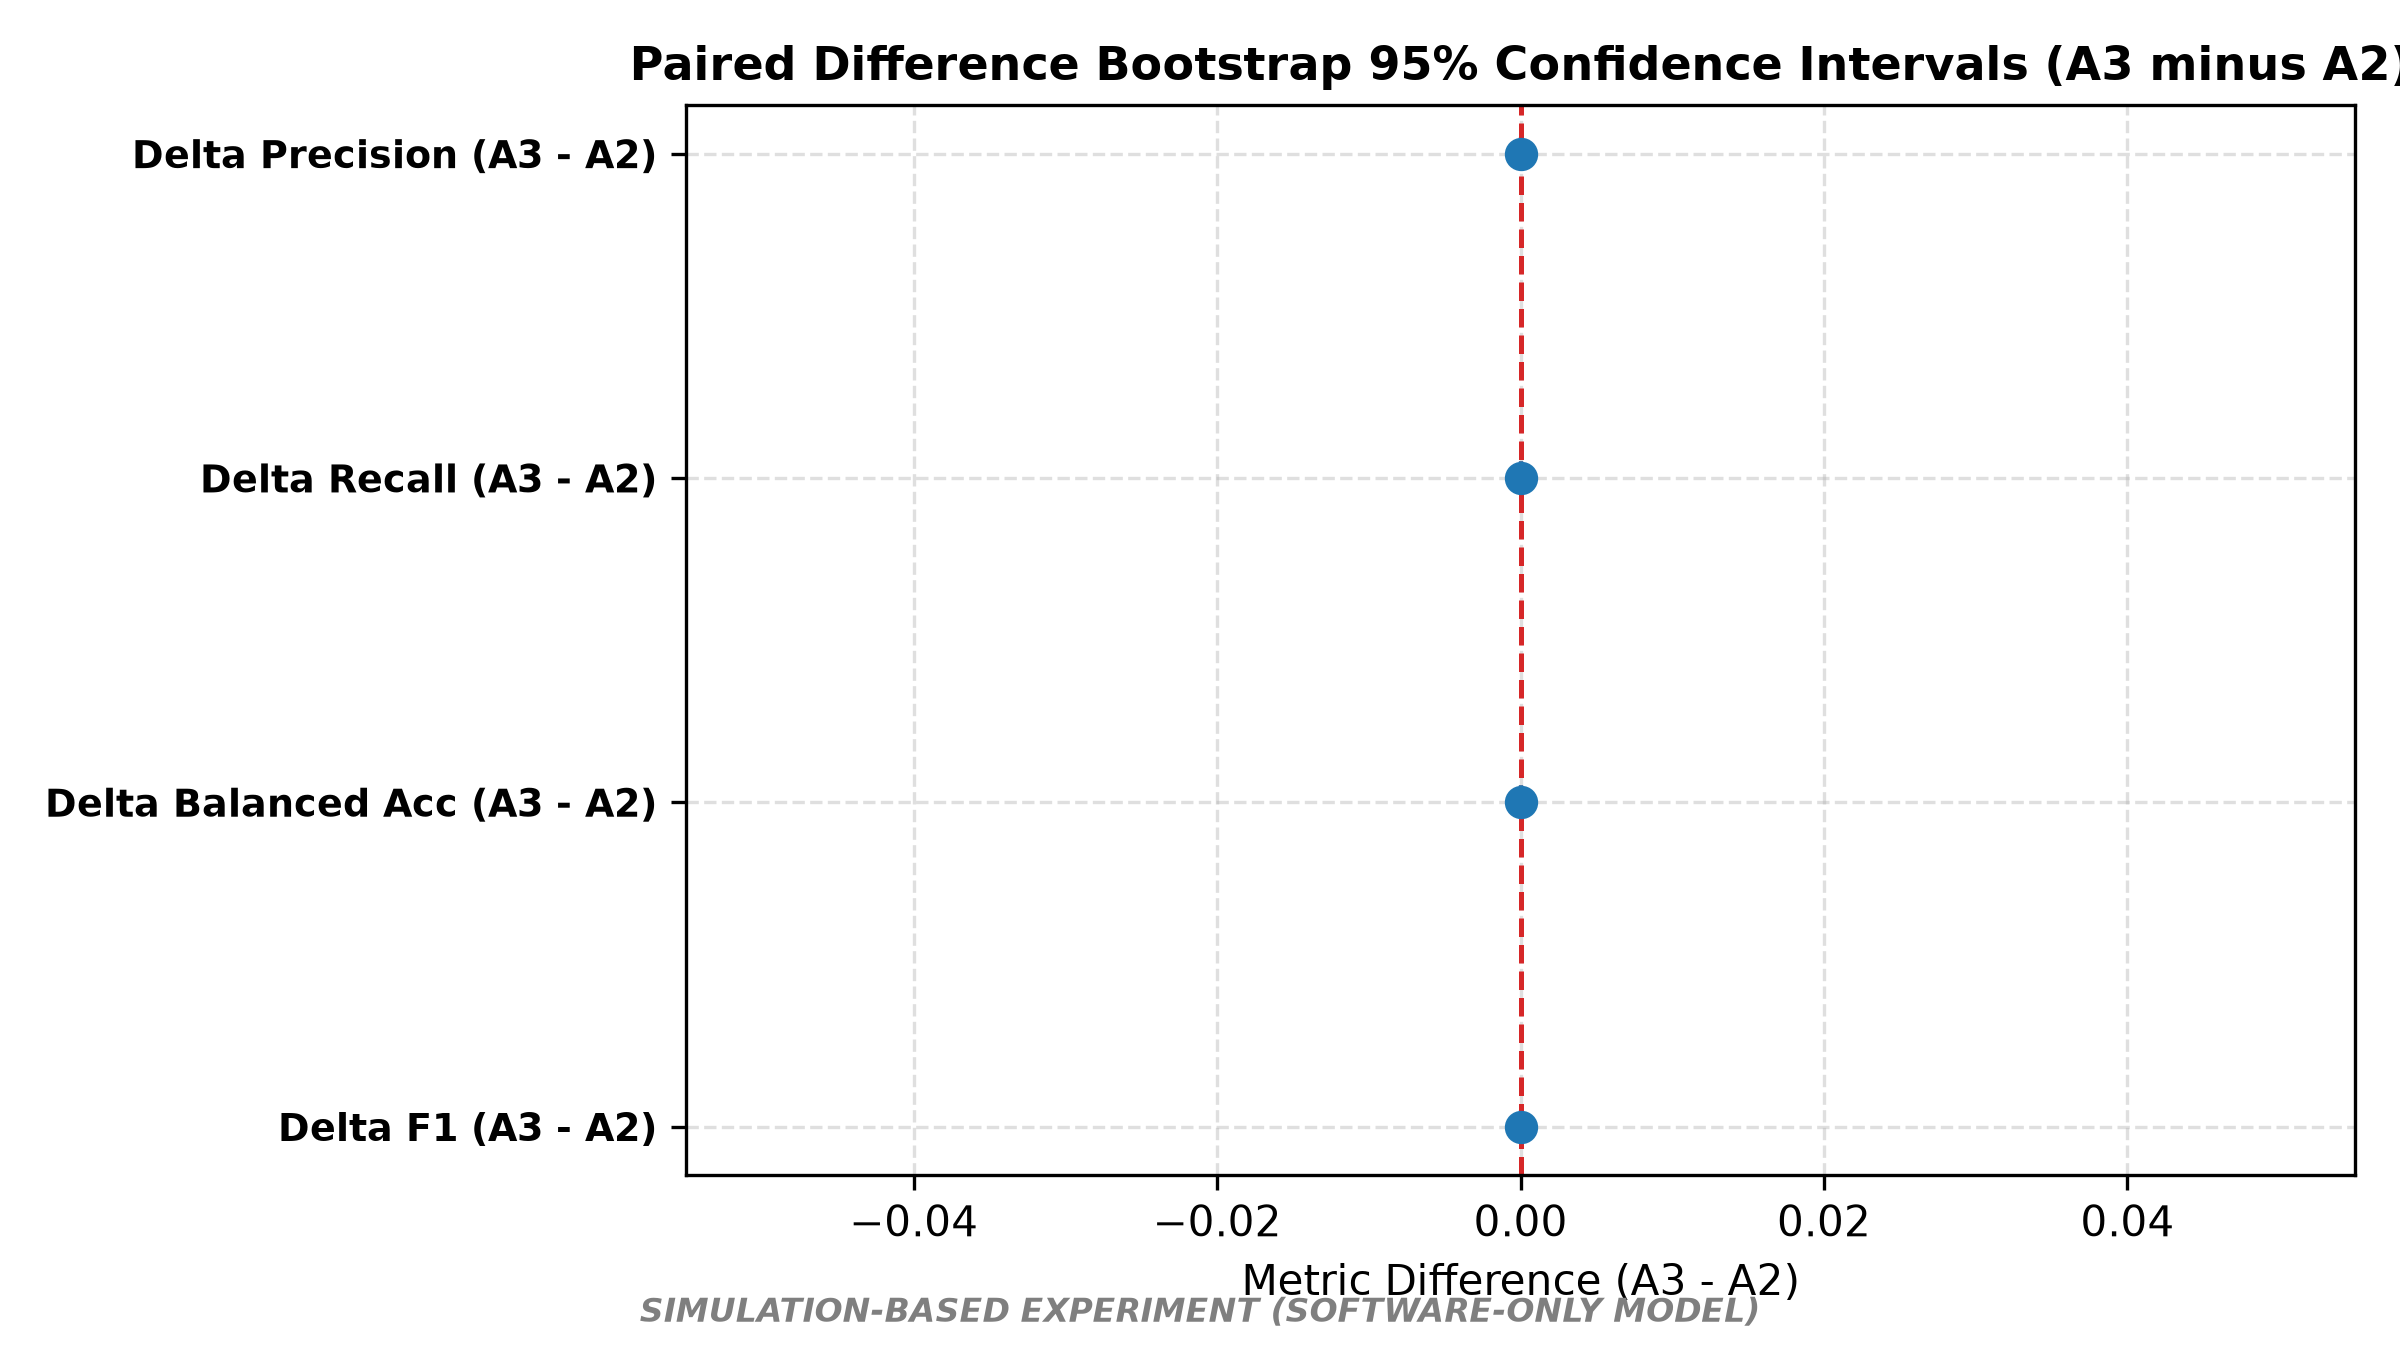 Paired Difference Bootstrap 95% Confidence Intervals (A3 minus A2)
Delta Precision (A3 - A2)
Delta Recall (A3 - A2)
Delta Balanced Acc (A3 - A2)
Delta F1 (A3 - A2)
−0.04 −0.02 0.00 0.02 0.04
Metric Difference (A3 - A2)
SIMULATION-BASED EXPERIMENT (SOFTWARE-ONLY MODEL)